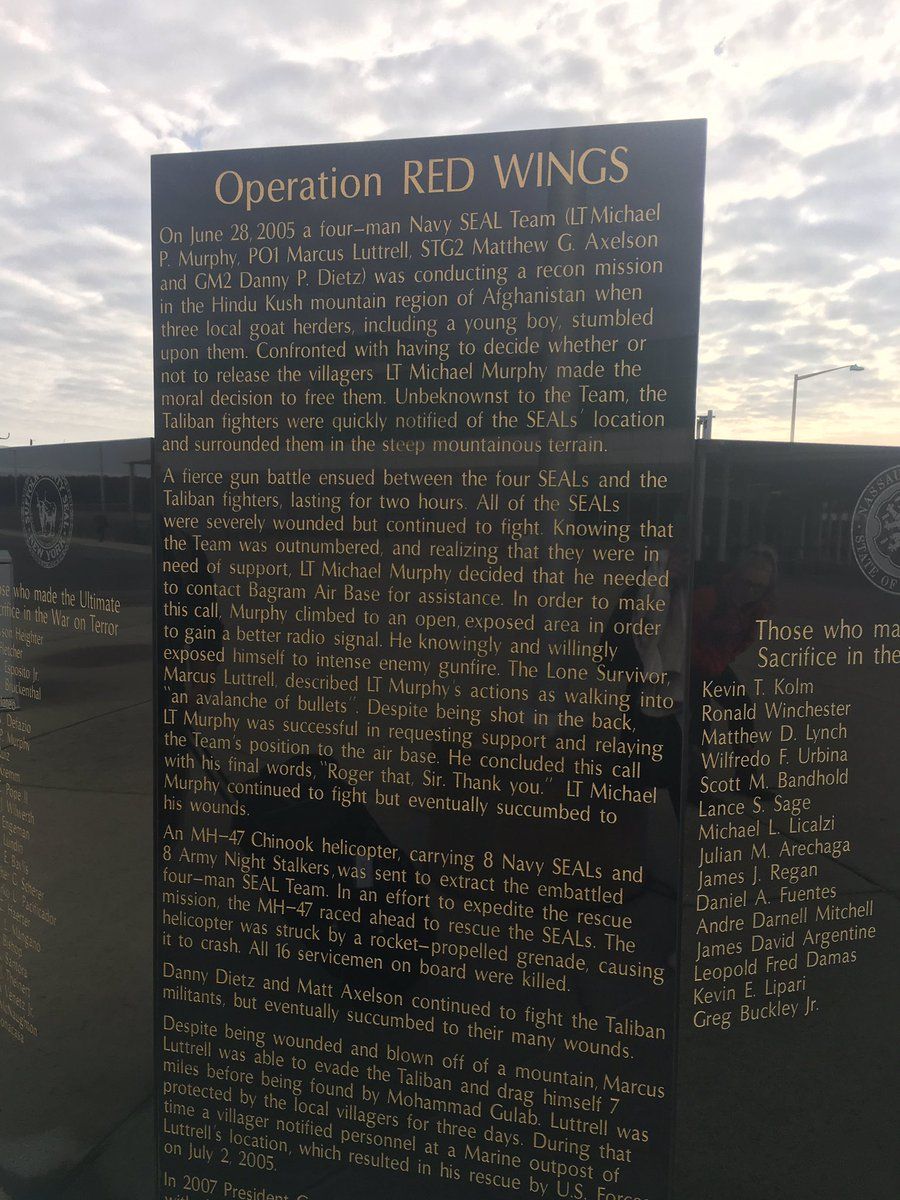 Operation RED WINGS
On June 28, 2005 a four-man Navy SEAL Team (LT Michael
P. Murphy, PO1 Marcus Luttrell, STG2 Matthew G. Axelson
and GM2 Danny P. Dietz) was conducting a recon mission
in the Hindu Kush mountain region of Afghanistan when
three local goat herders, including a young boy, stumbled
upon them. Confronted with having to decide whether or
not to release the villagers LT Michael Murphy made the
moral decision to free them. Unbeknownst to the Team, the
Taliban fighters were quickly notified of the SEALs' location
and surrounded them in the steep mountainous terrain.
A fierce gun battle ensued between the four SEALs and the
Taliban fighters, lasting for two hours. All of the SEALs
were severely wounded but continued to fight. Knowing that
the Team was outnumbered, and realizing that they were in
need of support, LT Michael Murphy decided that he needed
to contact Bagram Air Base for assistance. In order to make
this call, Murphy climbed to an open, exposed area in order
to gain a better radio signal. He knowingly and willingly
exposed himself to intense enemy gunfire. The Lone Survivor,
Marcus Luttrell, described LT Murphy's actions as walking into
"an avalanche of bullets". Despite being shot in the back,
LT Murphy was successful in requesting support and relaying
the Team's position to the air base. He concluded this call
with his final words, "Roger that, Sir. Thank you." LT Michael
Murphy continued to fight but eventually succumbed to
his wounds.
An MH-47 Chinook helicopter, carrying 8 Navy SEALs and
8 Army Night Stalkers, was sent to extract the embattled
four-man SEAL Team. In an effort to expedite the rescue
mission, the MH-47 raced ahead to rescue the SEALs. The
helicopter was struck by a rocket-propelled grenade, causing
it to crash. All 16 servicemen on board were killed.
Danny Dietz and Matt Axelson continued to fight the Taliban
militants, but eventually succumbed to their many wounds.
Despite being wounded and blown off of a mountain, Marcus
Luttrell was able to evade the Taliban and drag himself 7
miles before being found by Mohammad Gulab. Luttrell was
protected by the local villagers for three days. During that
time a villager notified personnel at a Marine outpost of
Luttrell's location, which resulted in his rescue by U.S. Forces
on July 2, 2005.
In 2007 President
who made the Ultimate
in the War on Terror
Heighter
Esposito Jr.
Those who
Sacrifice in the
Kevin T. Kolm
Ronald Winchester
Matthew D. Lynch
Wilfredo F. Urbina
Scott M. Bandhold
Lance S. Sage
Michael L. Licalzi
Julian M. Arechaga
James J. Regan
Daniel A. Fuentes
Andre Darnell Mitchell
James David Argentine
Leopold Fred Damas
Kevin E. Lipari
Greg Buckley Jr.